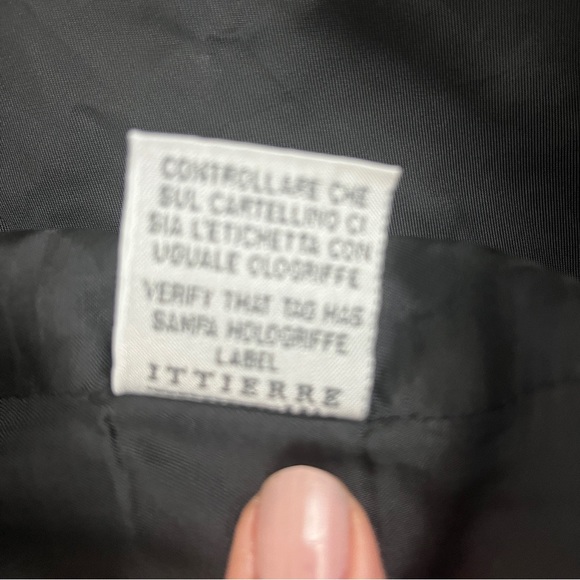 CONTROLLARE CHE
SUL CARTELLINO CI
SIA L'ETICHETTA CON
UGUALE OLOGRIFFE
VERIFY THAT TAG HAS
SAMPA HOLOGRIFFE
LABEL
ITTIERRE